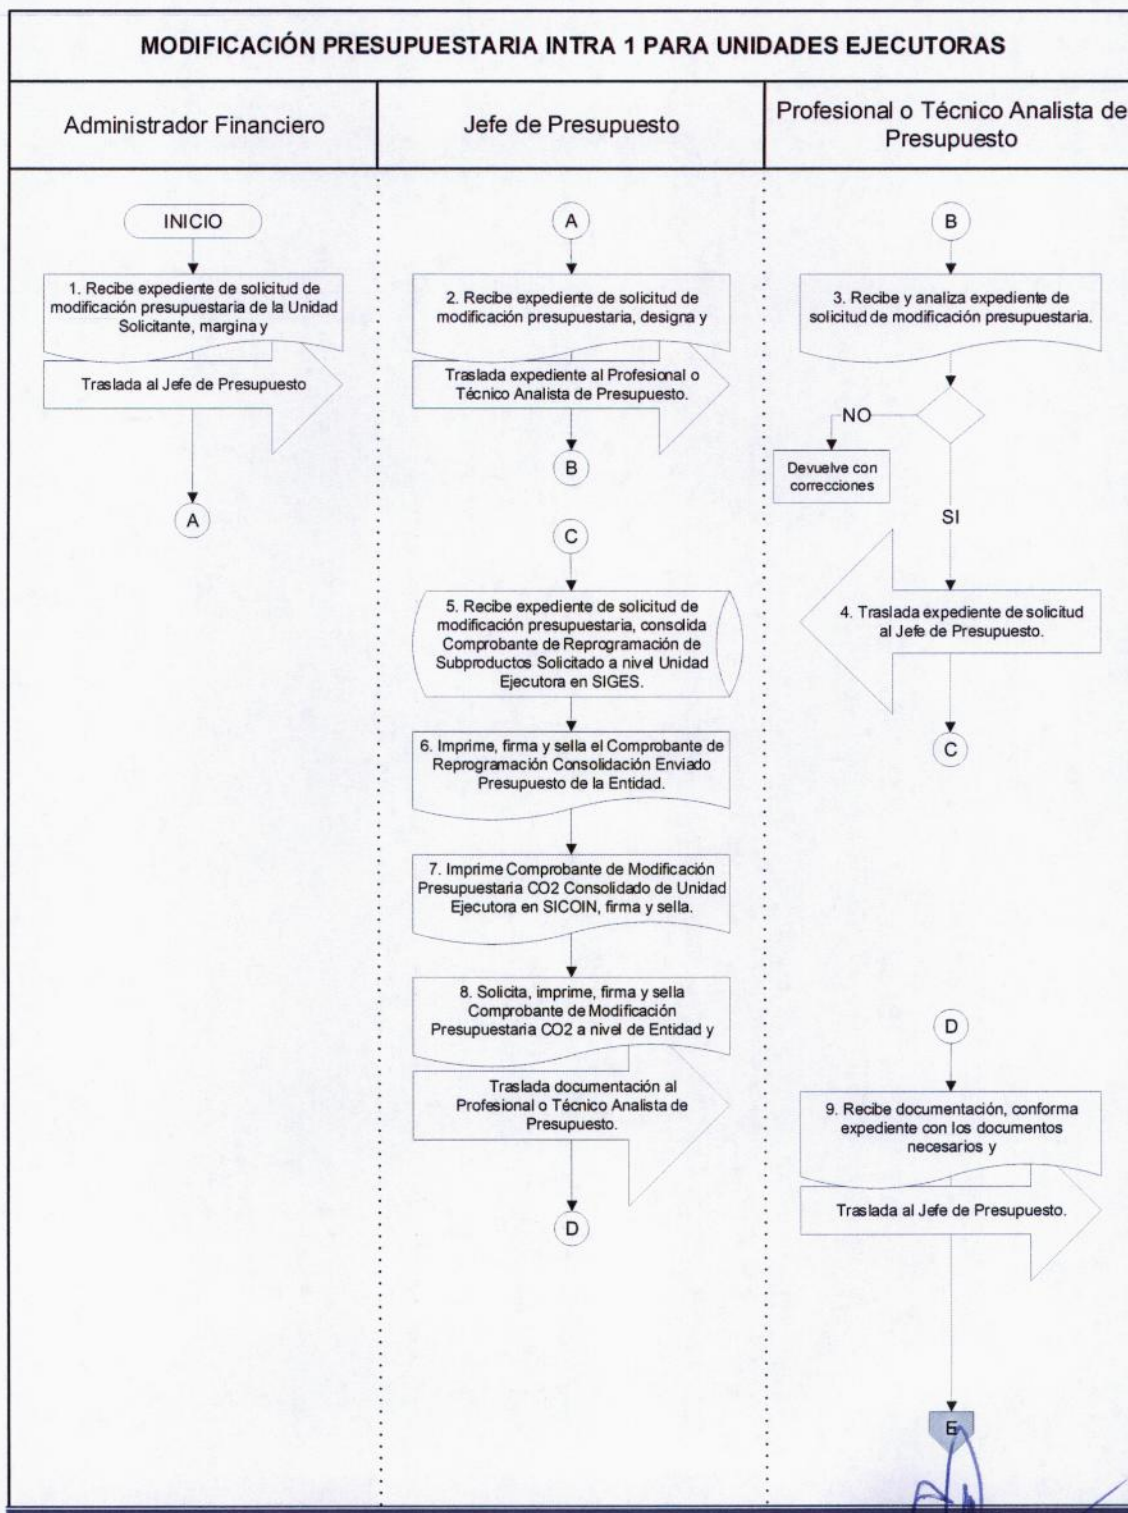 MODIFICACIÓN PRESUPUESTARIA INTRA 1 PARA UNIDADES EJECUTORAS
Administrador Financiero
Jefe de Presupuesto
Profesional o Técnico Analista de
Presupuesto
INICIO
1. Recibe expediente de solicitud de
modificación presupuestaria de la Unidad
Solicitante, margina y
Traslada al Jefe de Presupuesto
A
A
2. Recibe expediente de solicitud de
modificación presupuestaria, designa y
Traslada expediente al Profesional o
Técnico Analista de Presupuesto.
B
C
5. Recibe expediente de solicitud de
modificación presupuestaria, consolida
Comprobante de Reprogramación de
Subproductos Solicitado a nivel Unidad
Ejecutora en SIGES.
6. Imprime, firma y sella el Comprobante de
Reprogramación Consolidación Enviado
Presupuesto de la Entidad.
7. Imprime Comprobante de Modificación
Presupuestaria CO2 Consolidado de Unidad
Ejecutora en SICOIN, firma y sella.
8. Solicita, imprime, firma y sella
Comprobante de Modificación
Presupuestaria CO2 a nivel de Entidad y
Traslada documentación al
Profesional o Técnico Analista de
Presupuesto.
D
B
3. Recibe y analiza expediente de
solicitud de modificación presupuestaria.
NO
Devuelve con
correcciones
SI
4. Traslada expediente de solicitud
al Jefe de Presupuesto.
C
D
9. Recibe documentación, conforma
expediente con los documentos
necesarios y
Traslada al Jefe de Presupuesto.
E